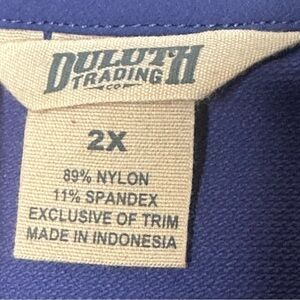 DULUTH
TRADING
CO
2X
89% NYLON
11% SPANDEX
EXCLUSIVE OF TRIM
MADE IN INDONESIA